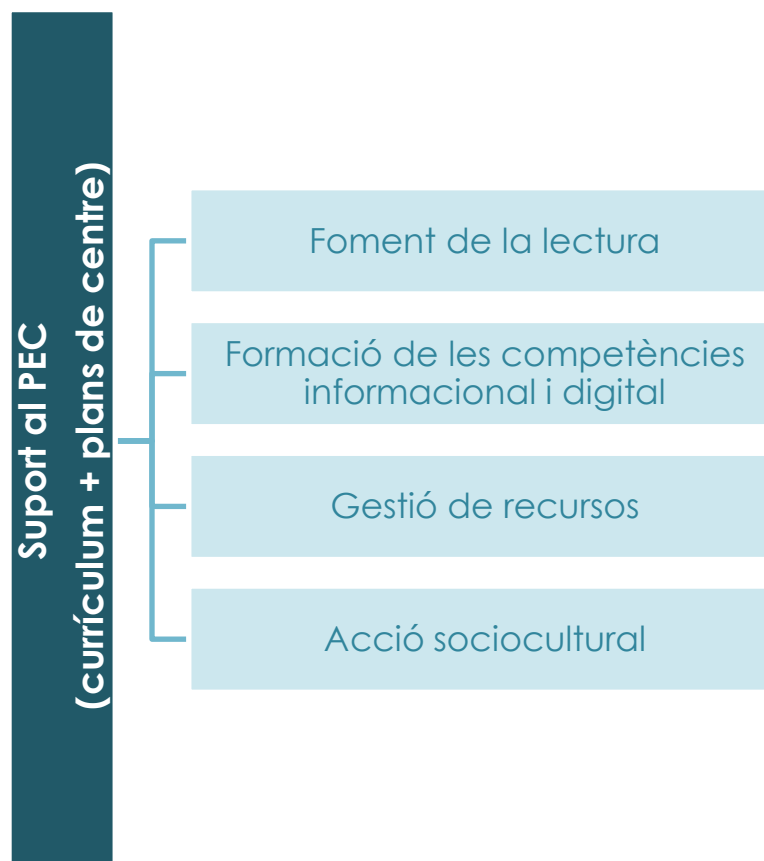 Suport al PEC
(currículum + plans de centre)
Foment de la lectura
Formació de les competències
informacional i digital
Gestió de recursos
Acció sociocultural